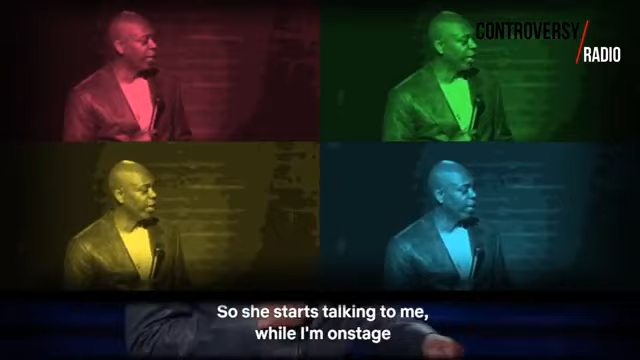 CONTROVERSY
RADIO
So she starts talking to me,
while I'm onstage